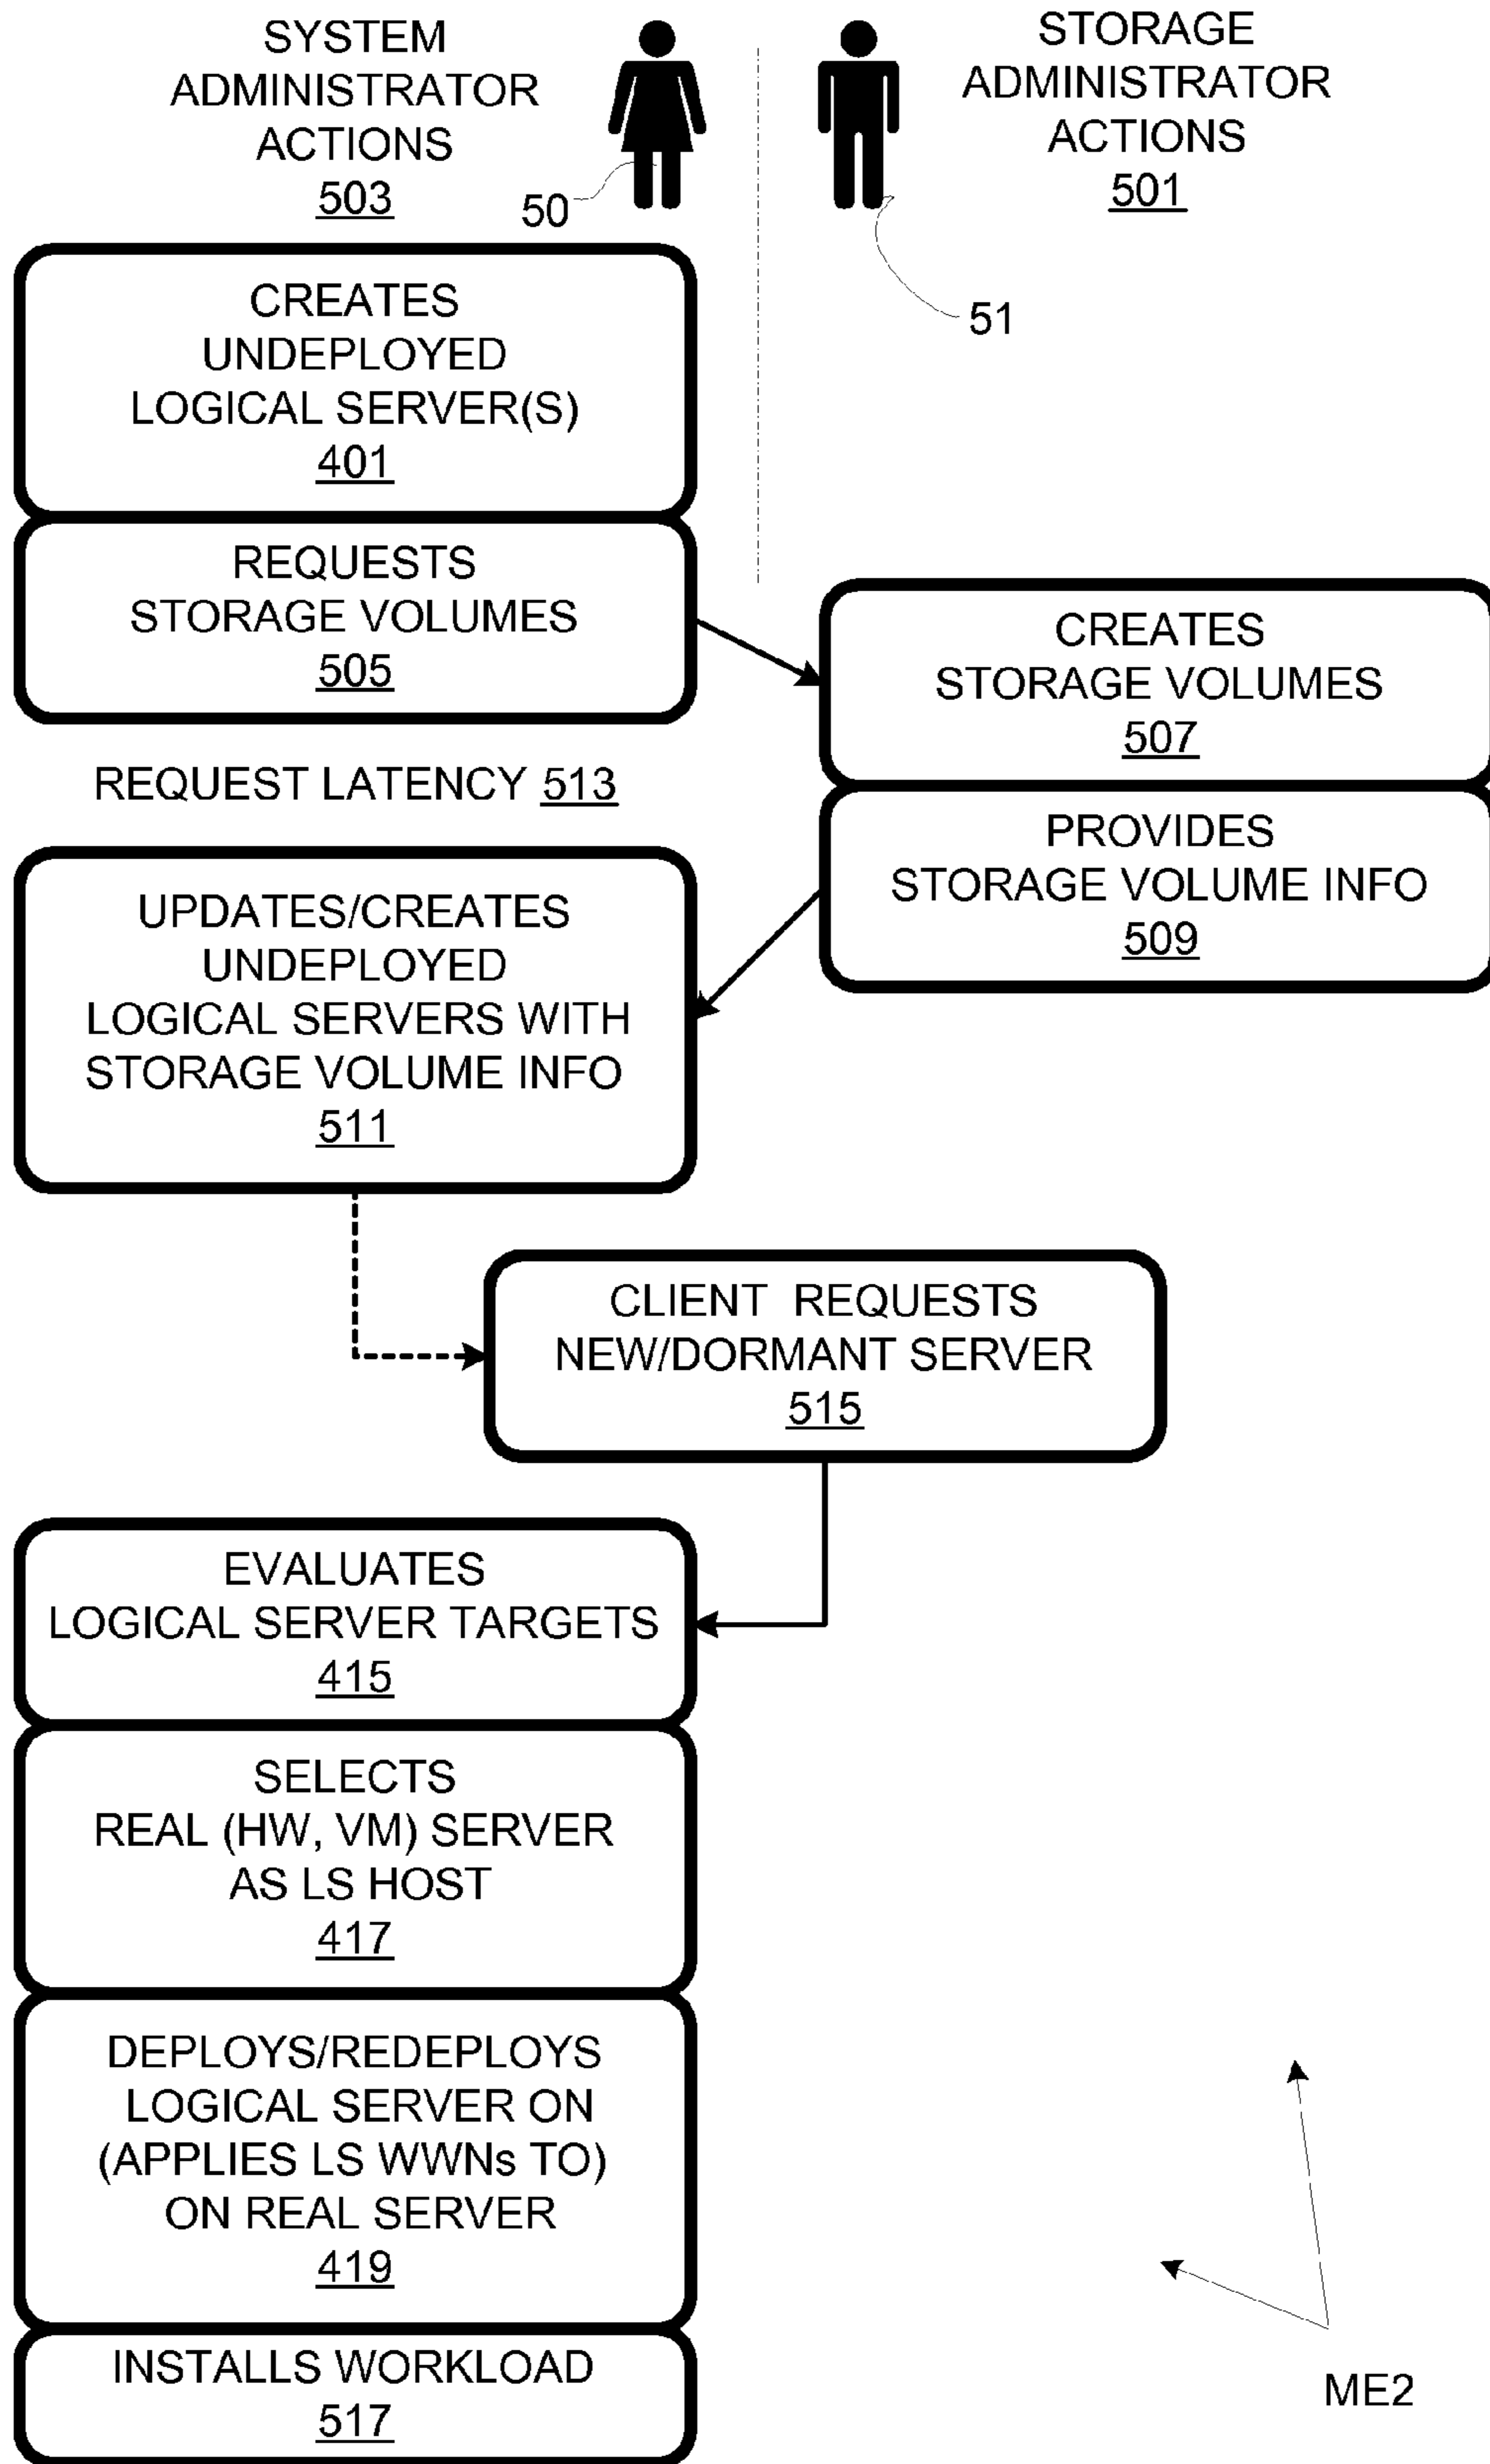 SYSTEM
ADMINISTRATOR
ACTIONS
503
50
STORAGE
ADMINISTRATOR
ACTIONS
501
51
CREATES
UNDEPLOYED
LOGICAL SERVER(S)
401
REQUESTS
STORAGE VOLUMES
505
CREATES
STORAGE VOLUMES
507
REQUEST LATENCY 513
PROVIDES
STORAGE VOLUME INFO
509
UPDATES/CREATES
UNDEPLOYED
LOGICAL SERVERS WITH
STORAGE VOLUME INFO
511
CLIENT REQUESTS
NEW/DORMANT SERVER
515
EVALUATES
LOGICAL SERVER TARGETS
415
SELECTS
REAL (HW, VM) SERVER
AS LS HOST
417
DEPLOYS/REDEPLOYS
LOGICAL SERVER ON
(APPLIES LS WWNs TO)
ON REAL SERVER
419
INSTALLS WORKLOAD
517
ME2